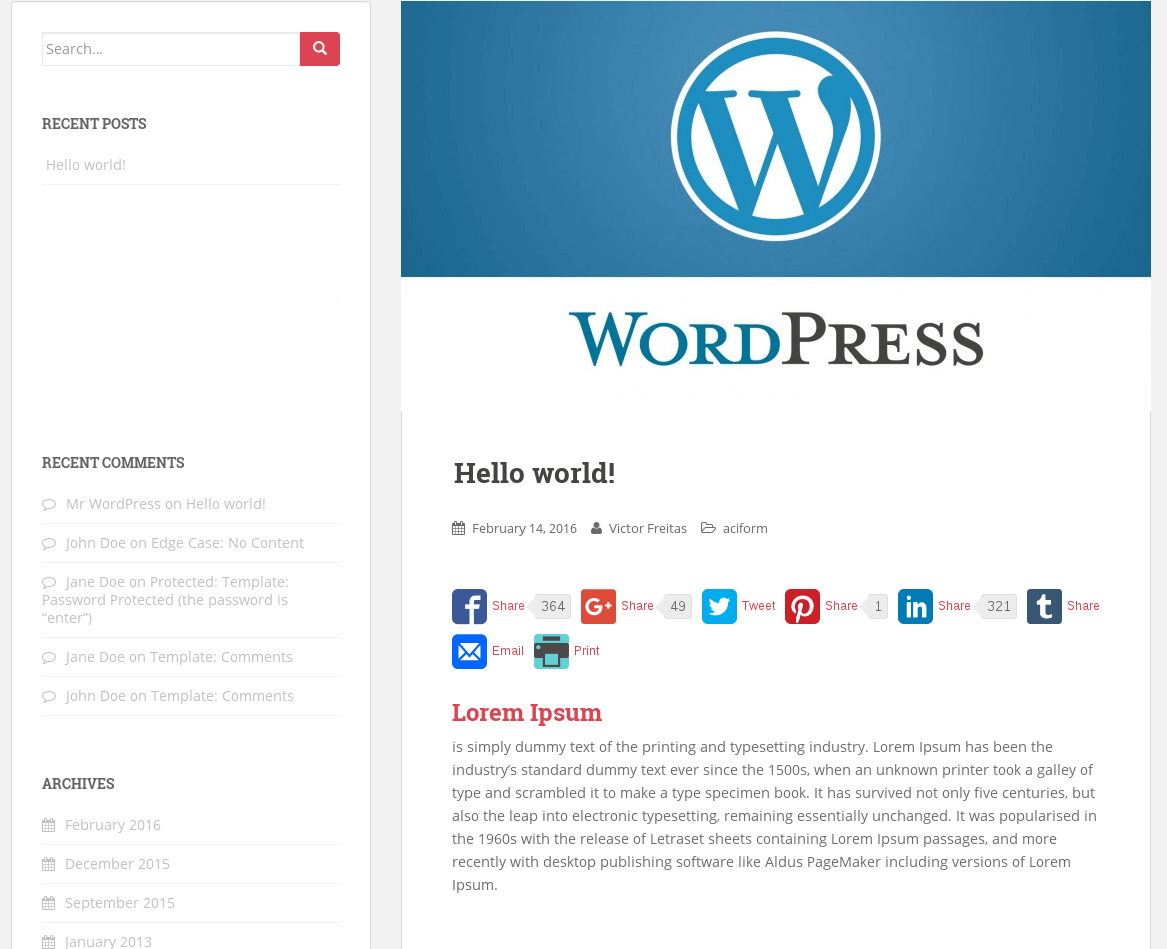 Search...
RECENT POSTS
Hello world!
RECENT COMMENTS
Mr WordPress on Hello world!
John Doe on Edge Case: No Content
Jane Doe on Protected: Template:
Password Protected (the password is
“enter”)
Jane Doe on Template: Comments
John Doe on Template: Comments
ARCHIVES
February 2016
December 2015
September 2015
January 2013
W
WORDPRESS
Hello world!
February 14, 2016 Victor Freitas aciform
Share 364 G+ Share 49 Tweet Share 1 in Share 321 t Share
Email Print
Lorem Ipsum
is simply dummy text of the printing and typesetting industry. Lorem Ipsum has been the
industry’s standard dummy text ever since the 1500s, when an unknown printer took a galley of
type and scrambled it to make a type specimen book. It has survived not only five centuries, but
also the leap into electronic typesetting, remaining essentially unchanged. It was popularised in
the 1960s with the release of Letraset sheets containing Lorem Ipsum passages, and more
recently with desktop publishing software like Aldus PageMaker including versions of Lorem
Ipsum.